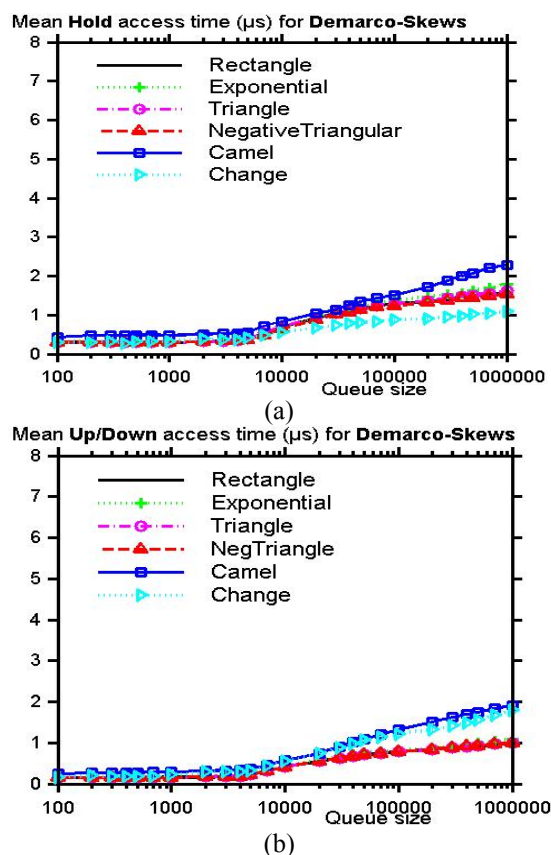 Mean Hold access time (µs) for Demarco-Skews
8
7
6
5
4
3
2
1
0
Rectangle
Exponential
Triangle
NegativeTriangular
Camel
Change
100 1000 10000 100000 1000000
Queue size
(a)
Mean Up/Down access time (µs) for Demarco-Skews
8
7
6
5
4
3
2
1
0
Rectangle
Exponential
Triangle
NegTriangle
Camel
Change
100 1000 10000 100000 1000000
Queue size
(b)